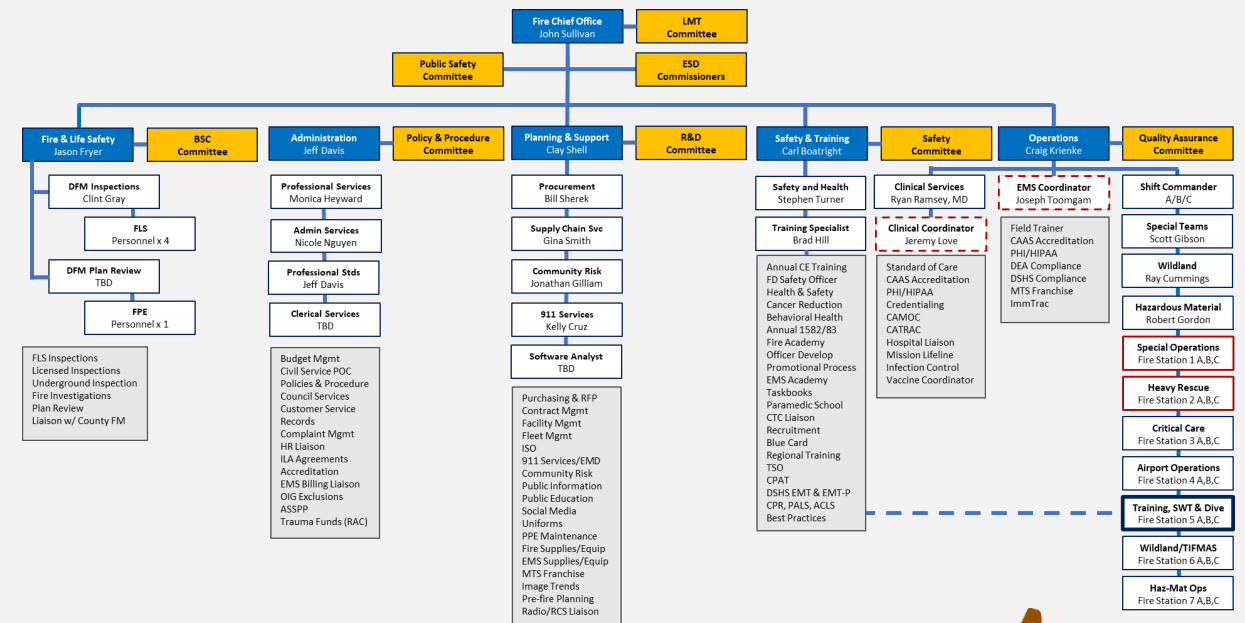 Fire Chief Office
John Sullivan
LMT
Committee
Public Safety
Committee
ESD
Commissioners
Fire & Life Safety
Jason Fryer
BSC
Committee
Administration
Jeff Davis
Policy & Procedure
Committee
Planning & Support
Clay Shell
R&D
Committee
Safety & Training
Carl Boatright
Safety
Committee
Operations
Craig Krienke
Quality Assurance
Committee
DFM Inspections
Clint Gray
FLS
Personnel x 4
DFM Plan Review
TBD
FPE
Personnel x 1
FLS Inspections
Licensed Inspections
Underground Inspection
Fire Investigations
Plan Review
Liaison w/ County FM
Professional Services
Monica Heyward
Admin Services
Nicole Nguyen
Professional Stds
Jeff Davis
Clerical Services
TBD
Budget Mgmt
Civil Service POC
Policies & Procedure
Council Services
Customer Service
Records
Complaint Mgmt
HR Liaison
ILA Agreements
Accreditation
EMS Billing Liaison
OIG Exclusions
ASSPP
Trauma Funds (RAC)
Procurement
Bill Sherek
Supply Chain Svc
Gina Smith
Community Risk
Jonathan Gilliam
911 Services
Kelly Cruz
Software Analyst
TBD
Purchasing & RFP
Contract Mgmt
Facility Mgmt
Fleet Mgmt
ISO
911 Services/EMD
Community Risk
Public Information
Public Education
Social Media
Uniforms
PPE Maintenance
Fire Supplies/Equip
EMS Supplies/Equip
MTS Franchise
Image Trends
Pre-fire Planning
Radio/RCS Liaison
Safety and Health
Stephen Turner
Training Specialist
Brad Hill
Annual CE Training
FD Safety Officer
Health & Safety
Cancer Reduction
Behavioral Health
Annual 1582/83
Fire Academy
Officer Develop
Promotional Process
EMS Academy
Taskbooks
Paramedic School
CTC Liaison
Recruitment
Blue Card
Regional Training
TSO
CPAT
DSHS EMT & EMT-P
CPR, PALS, ACLS
Best Practices
Clinical Services
Ryan Ramsey, MD
Clinical Coordinator
Jeremy Love
Standard of Care
CAAS Accreditation
PHI/HIPAA
Credentialing
CAMOC
CATRAC
Hospital Liaison
Mission Lifeline
Infection Control
Vaccine Coordinator
EMS Coordinator
Joseph Toomgam
Field Trainer
CAAS Accreditation
PHI/HIPAA
DEA Compliance
DSHS Compliance
MTS Franchise
ImmTrac
Shift Commander
A/B/C
Special Teams
Scott Gibson
Wildland
Ray Cummings
Hazardous Material
Robert Gordon
Special Operations
Fire Station 1 A,B,C
Heavy Rescue
Fire Station 2 A,B,C
Critical Care
Fire Station 3 A,B,C
Airport Operations
Fire Station 4 A,B,C
Training, SWT & Dive
Fire Station 5 A,B,C
Wildland/TIFMAS
Fire Station 6 A,B,C
Haz-Mat Ops
Fire Station 7 A,B,C